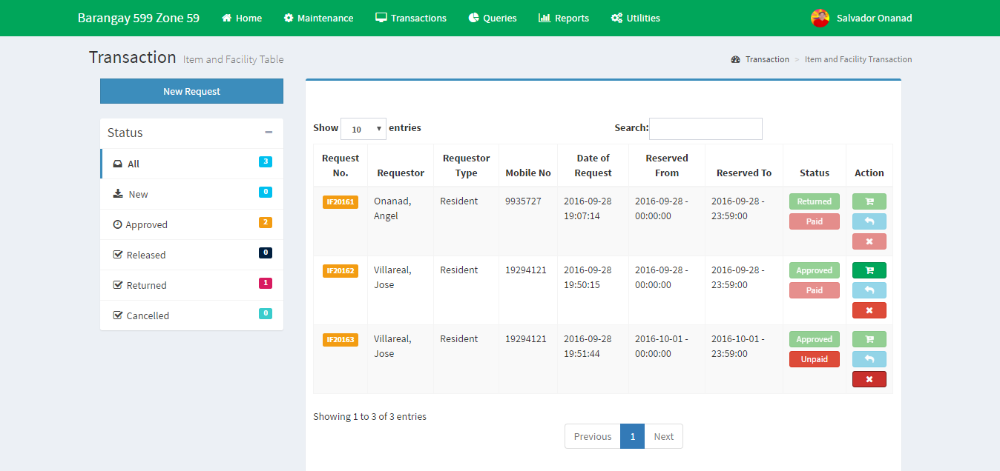 Barangay 599 Zone 59 Home Maintenance Transactions Queries Reports Utilities Salvador Onanad
Transaction Item and Facility Table
Transaction > Item and Facility Transaction
New Request
Status
All 3
New 0
Approved 2
Released 0
Returned 1
Cancelled 0
Show 10 entries
Search:
Request No. Requestor Requestor Type Mobile No Date of Request Reserved From Reserved To Status Action
IF20161 Onanad, Resident 9935727 2016-09-28 2016-09-28 - 2016-09-28 - Returned
Angel 19:07:14 00:00:00 23:59:00 Paid
IF20162 Villareal, Resident 19294121 2016-09-28 2016-09-28 - 2016-09-28 - Approved
Jose 19:50:15 00:00:00 23:59:00 Paid
IF20163 Villareal, Resident 19294121 2016-09-28 2016-10-01 - 2016-10-01 - Approved
Jose 19:51:44 00:00:00 23:59:00 Unpaid
Showing 1 to 3 of 3 entries
Previous 1 Next